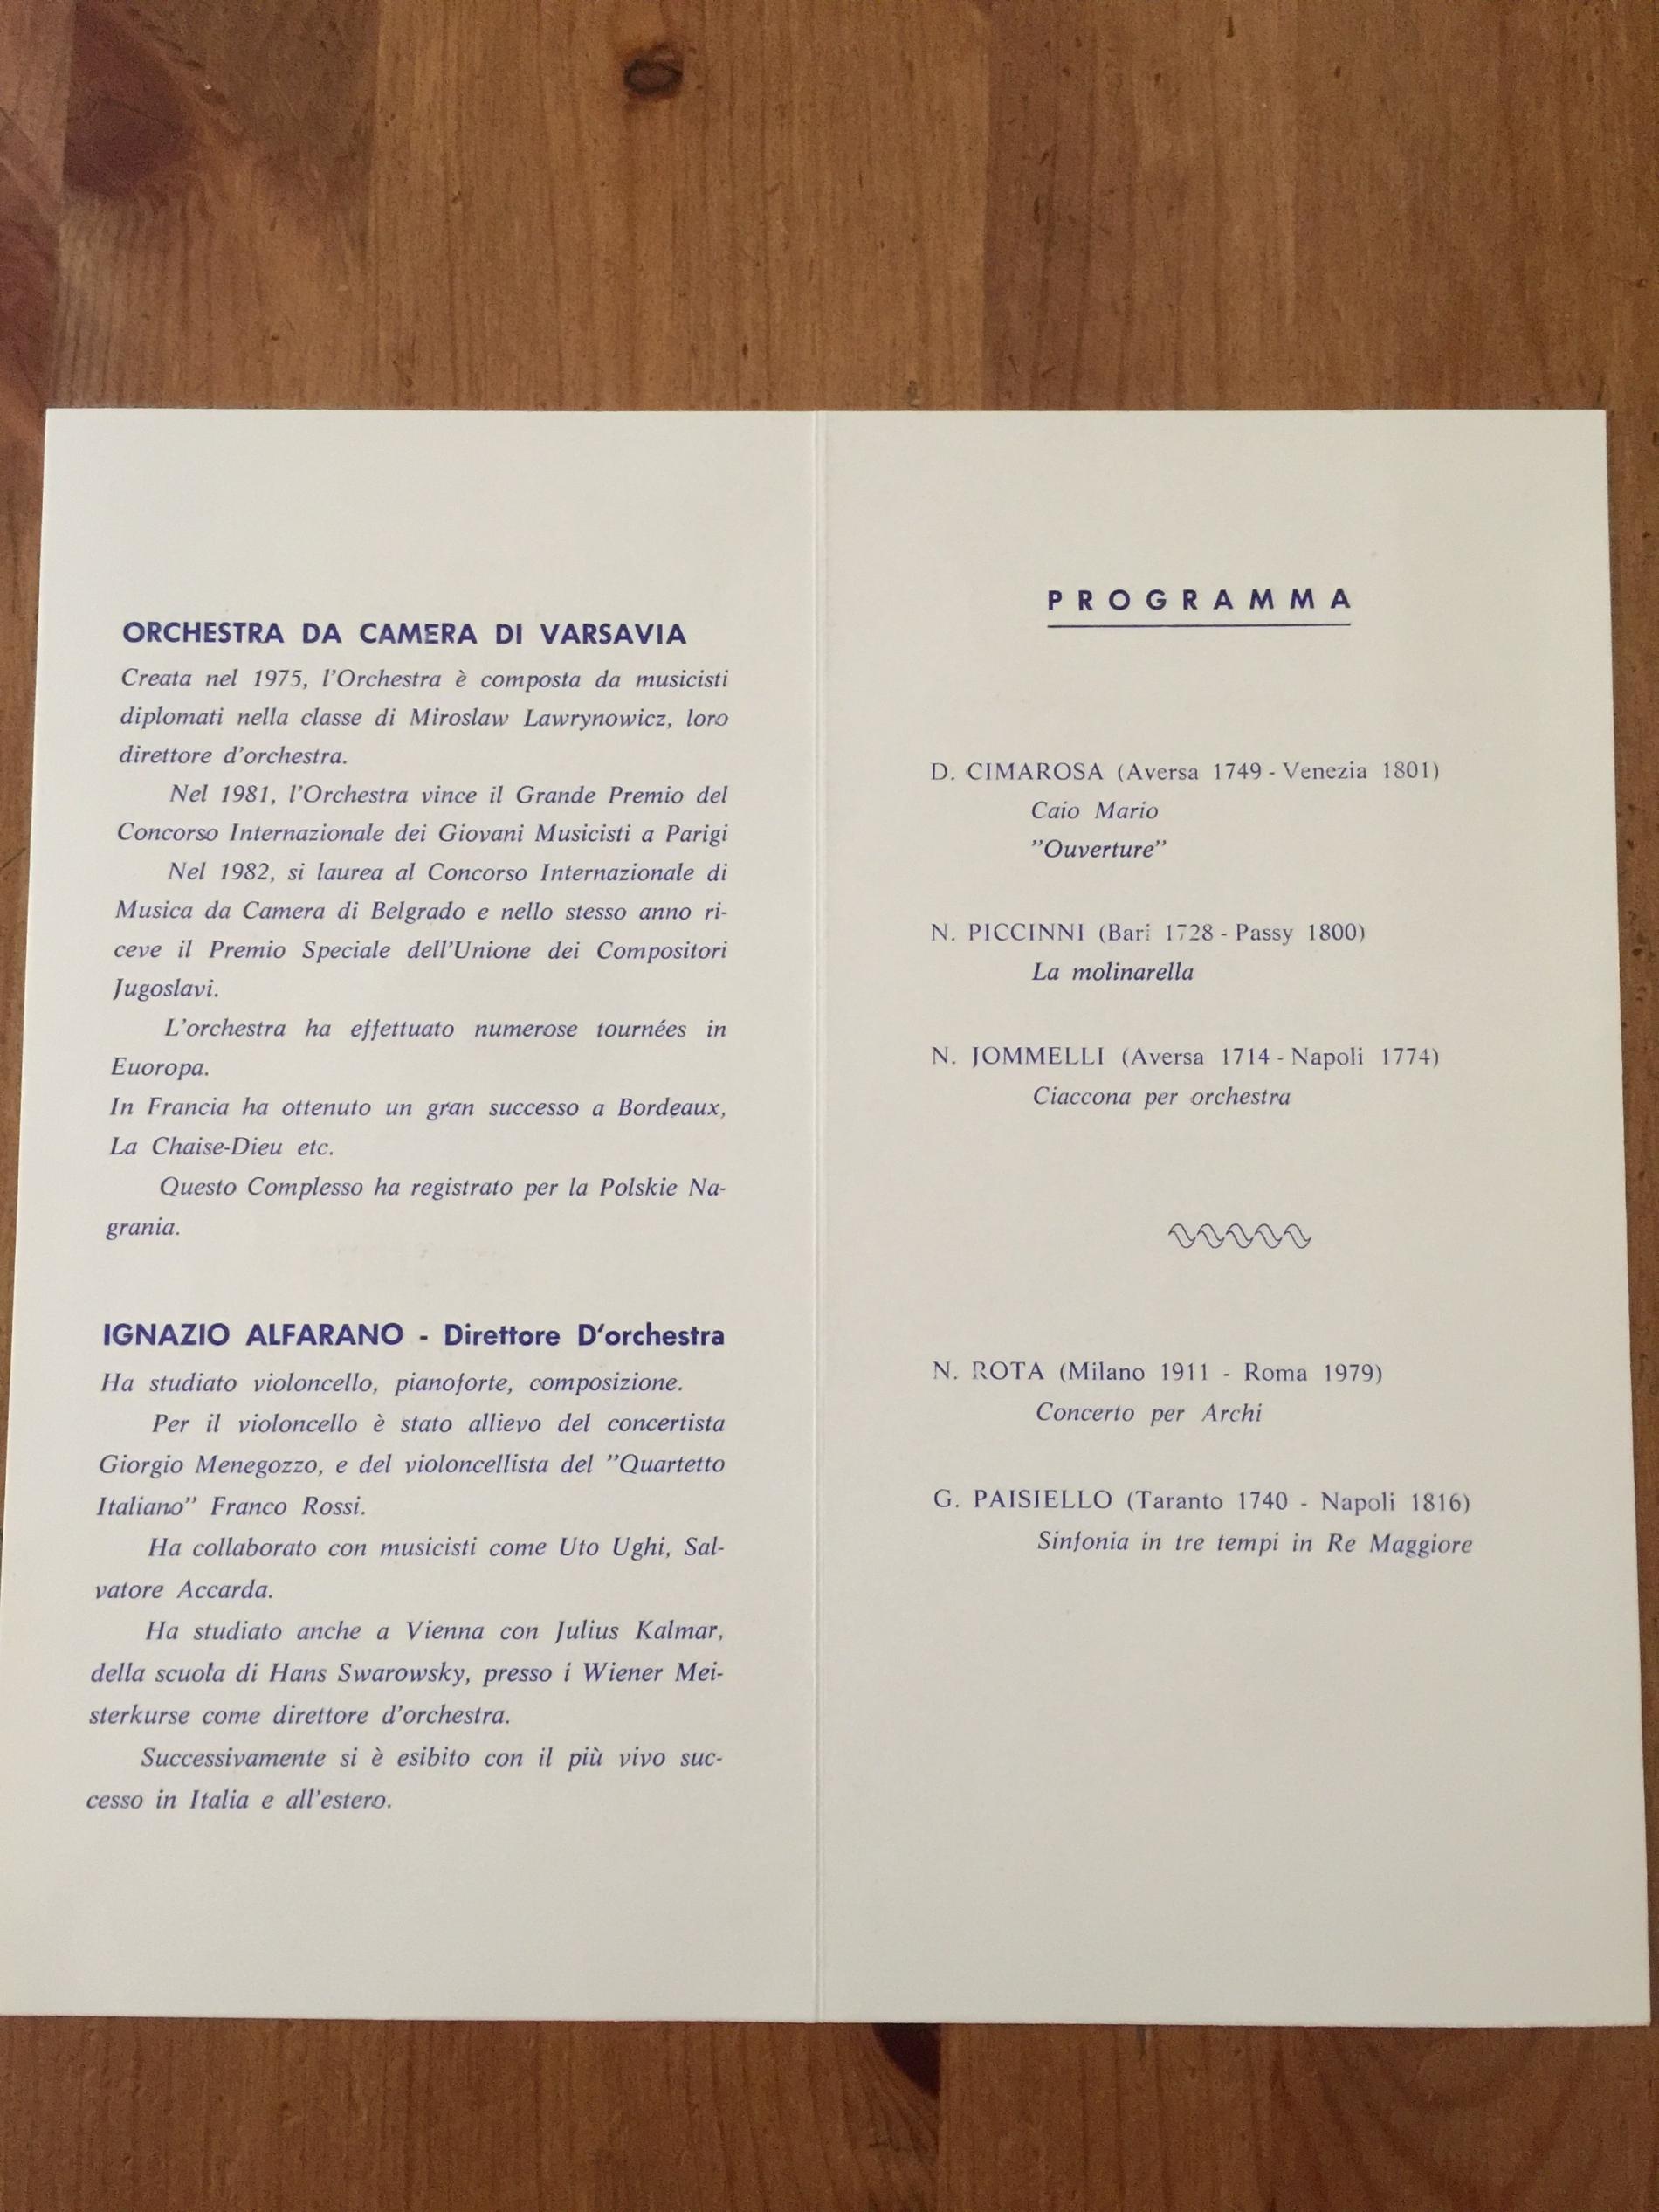 ORCHESTRA DA CAMERA DI VARSAVIA
Creata nel 1975, l'Orchestra è composta da musicisti
diplomati nella classe di Miroslaw Lawrynowicz, loro
direttore d'orchestra.
Nel 1981, l'Orchestra vince il Grande Premio del
Concorso Internazionale dei Giovani Musicisti a Parigi
Nel 1982, si laurea al Concorso Internazionale di
Musica da Camera di Belgrado e nello stesso anno ri-
ceve il Premio Speciale dell'Unione dei Compositori
Jugoslavi.
L'orchestra ha effettuato numerose tournées in
Euoropa.
In Francia ha ottenuto un gran successo a Bordeaux,
La Chaise-Dieu etc.
Questo Complesso ha registrato per la Polskie Na-
grania.
IGNAZIO ALFARANO - Direttore D'orchestra
Ha studiato violoncello, pianoforte, composizione.
Per il violoncello è stato allievo del concertista
Giorgio Menegozzo, e del violoncellista del ”Quartetto
Italiano” Franco Rossi.
Ha collaborato con musicisti come Uto Ughi, Sal-
vatore Accarda.
Ha studiato anche a Vienna con Julius Kalmar,
della scuola di Hans Swarowsky, presso i Wiener Mei-
sterkurse come direttore d'orchestra.
Successivamente si è esibito con il più vivo suc-
cesso in Italia e all'estero.
PROGRAMMA
D. CIMAROSA (Aversa 1749 - Venezia 1801)
Caio Mario
”Ouverture”
N. PICCINNI (Bari 1728 - Passy 1800)
La molinarella
N. JOMMELLI (Aversa 1714 - Napoli 1774)
Ciaccona per orchestra
N. ROTA (Milano 1911 - Roma 1979)
Concerto per Archi
G. PAISIELLO (Taranto 1740 - Napoli 1816)
Sinfonia in tre tempi in Re Maggiore